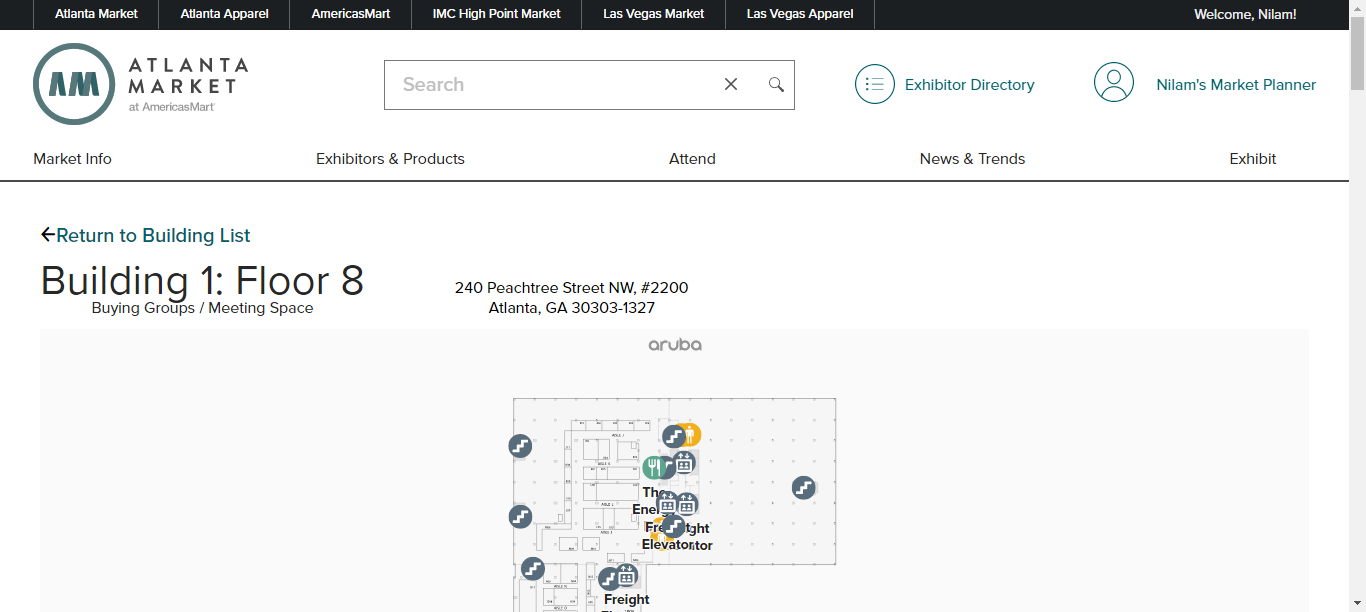 Atlanta Market
Atlanta Apparel
AmericasMart
IMC High Point Market
Las Vegas Market
Las Vegas Apparel
Welcome, Nilam!
AM
ATLANTA
MARKET
at AmericasMart
Search
Exhibitor Directory
Nilam's Market Planner
Market Info
Exhibitors & Products
Attend
News & Trends
Exhibit
Return to Building List
Building 1: Floor 8
Buying Groups / Meeting Space
240 Peachtree Street NW, #2200
Atlanta, GA 30303-1327
aruba
The
Freight
Elevator
Freight